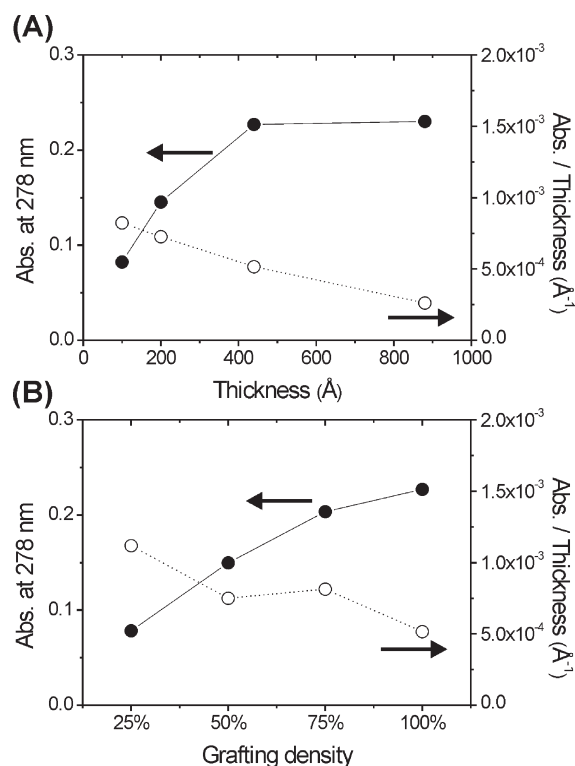 (A)
0.3
0.2
0.1
0.0
Abs. at 278 nm
2.0x10⁻³
1.5x10⁻³
1.0x10⁻³
5.0x10⁻⁴
0.0
Abs. / Thickness (Å⁻¹)
0 200 400 600 800 1000
Thickness (Å)
(B)
0.3
0.2
0.1
0.0
Abs. at 278 nm
2.0x10⁻³
1.5x10⁻³
1.0x10⁻³
5.0x10⁻⁴
0.0
Abs. / Thickness (Å⁻¹)
25% 50% 75% 100%
Grafting density